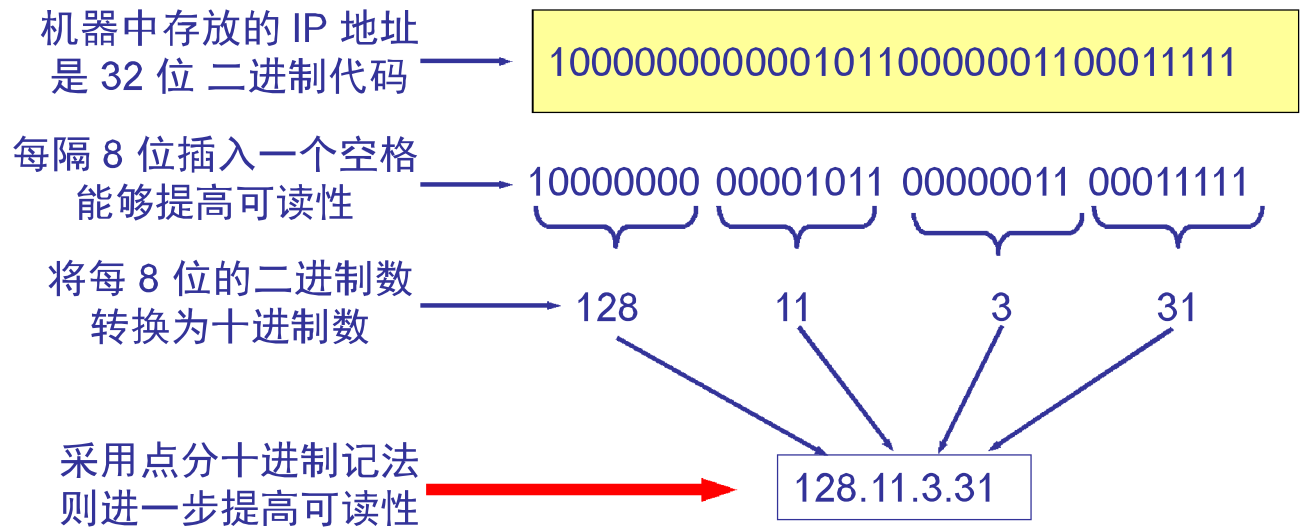 机器中存放的 IP 地址
是 32 位 二进制代码
10000000000010110000001100011111
每隔 8 位插入一个空格
能够提高可读性
10000000 00001011 00000011 00011111
将每 8 位的二进制数
转换为十进制数
128 11 3 31
采用点分十进制记法
则进一步提高可读性
128.11.3.31